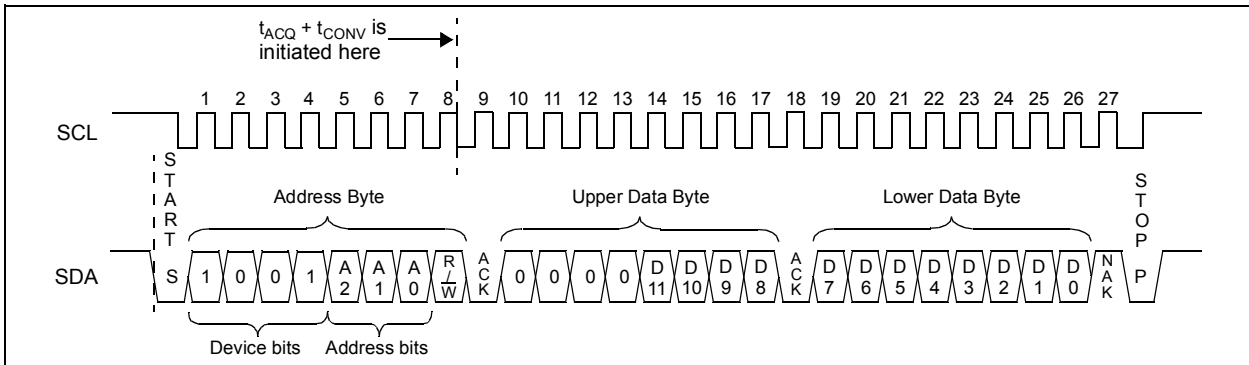 tACQ + tCONV is
initiated here
1 2 3 4 5 6 7 8 9 10 11 12 13 14 15 16 17 18 19 20 21 22 23 24 25 26 27
SCL
START
Address Byte
Upper Data Byte
Lower Data Byte
STOP
SDA
S 1 0 0 1 A2 A1 A0 R/W ACK 0 0 0 0 D11 D10 D9 D8 ACK D7 D6 D5 D4 D3 D2 D1 D0 NAK P
Device bits
Address bits